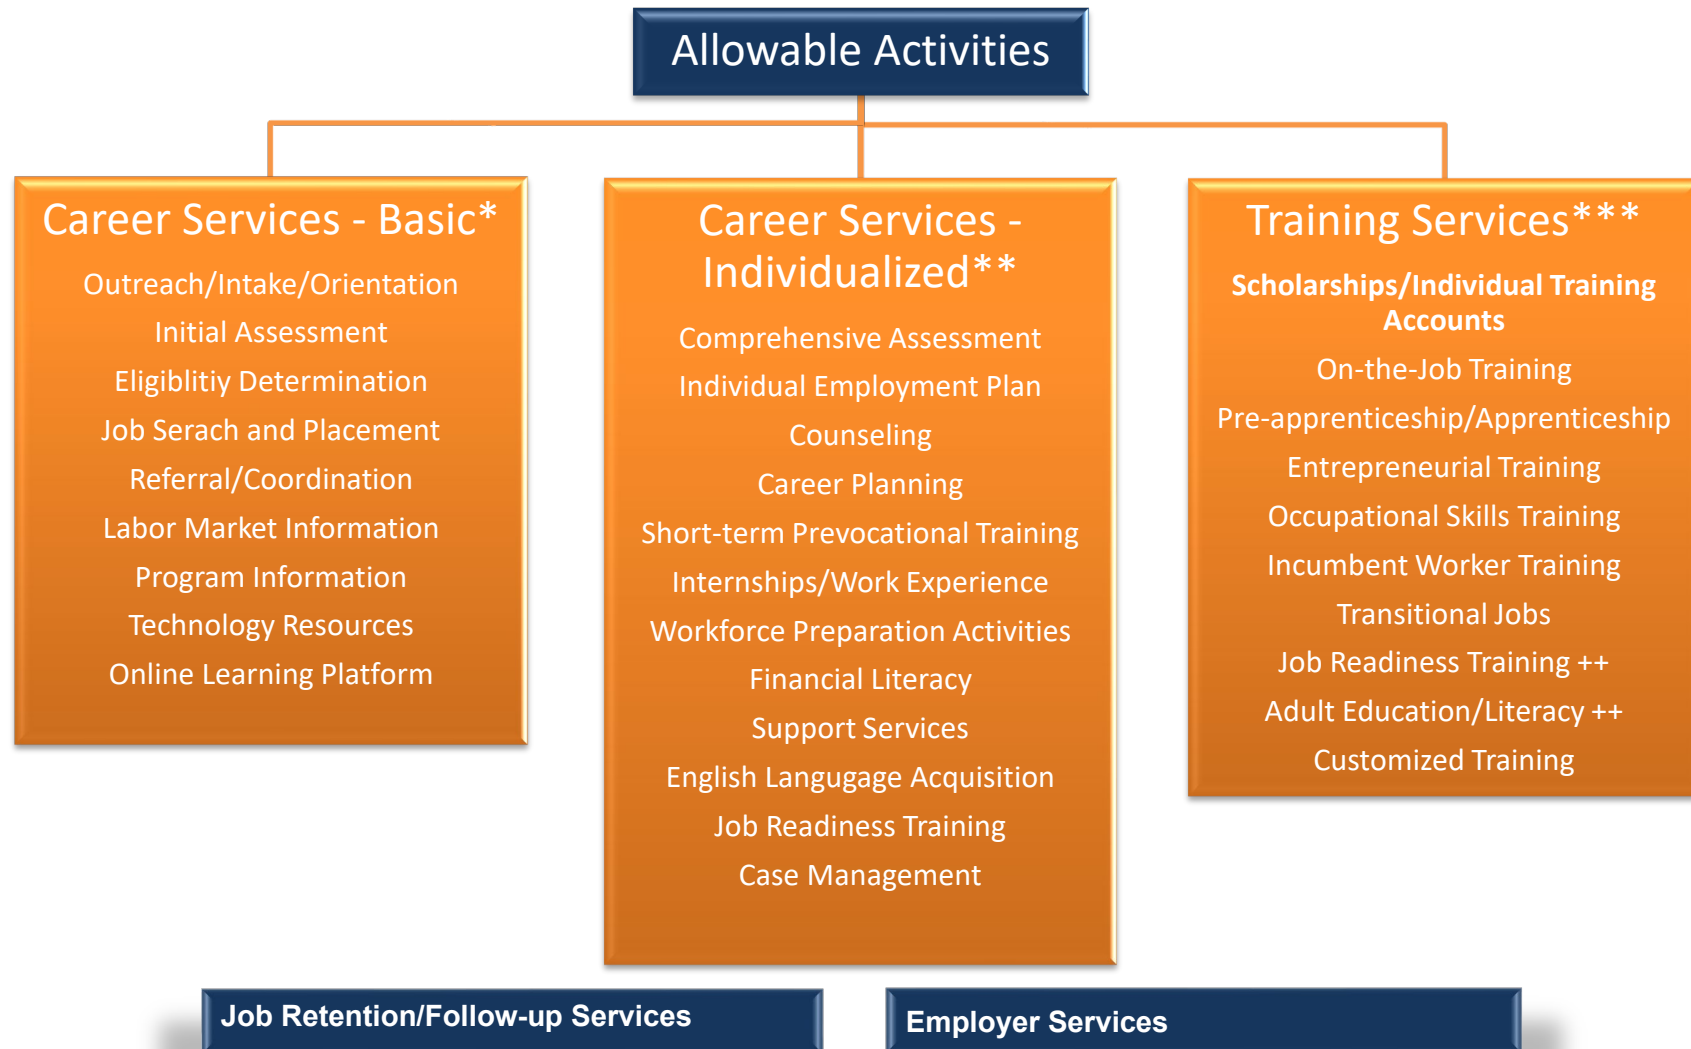 Allowable Activities
Career Services - Basic*
Outreach/Intake/Orientation
Initial Assessment
Eligiblitiy Determination
Job Serach and Placement
Referral/Coordination
Labor Market Information
Program Information
Technology Resources
Online Learning Platform
Career Services -
Individualized**
Comprehensive Assessment
Individual Employment Plan
Counseling
Career Planning
Short-term Prevocational Training
Internships/Work Experience
Workforce Preparation Activities
Financial Literacy
Support Services
English Langugage Acquisition
Job Readiness Training
Case Management
Training Services***
Scholarships/Individual Training
Accounts
On-the-Job Training
Pre-apprenticeship/Apprenticeship
Entrepreneurial Training
Occupational Skills Training
Incumbent Worker Training
Transitional Jobs
Job Readiness Training ++
Adult Education/Literacy ++
Customized Training
Job Retention/Follow-up Services
Employer Services